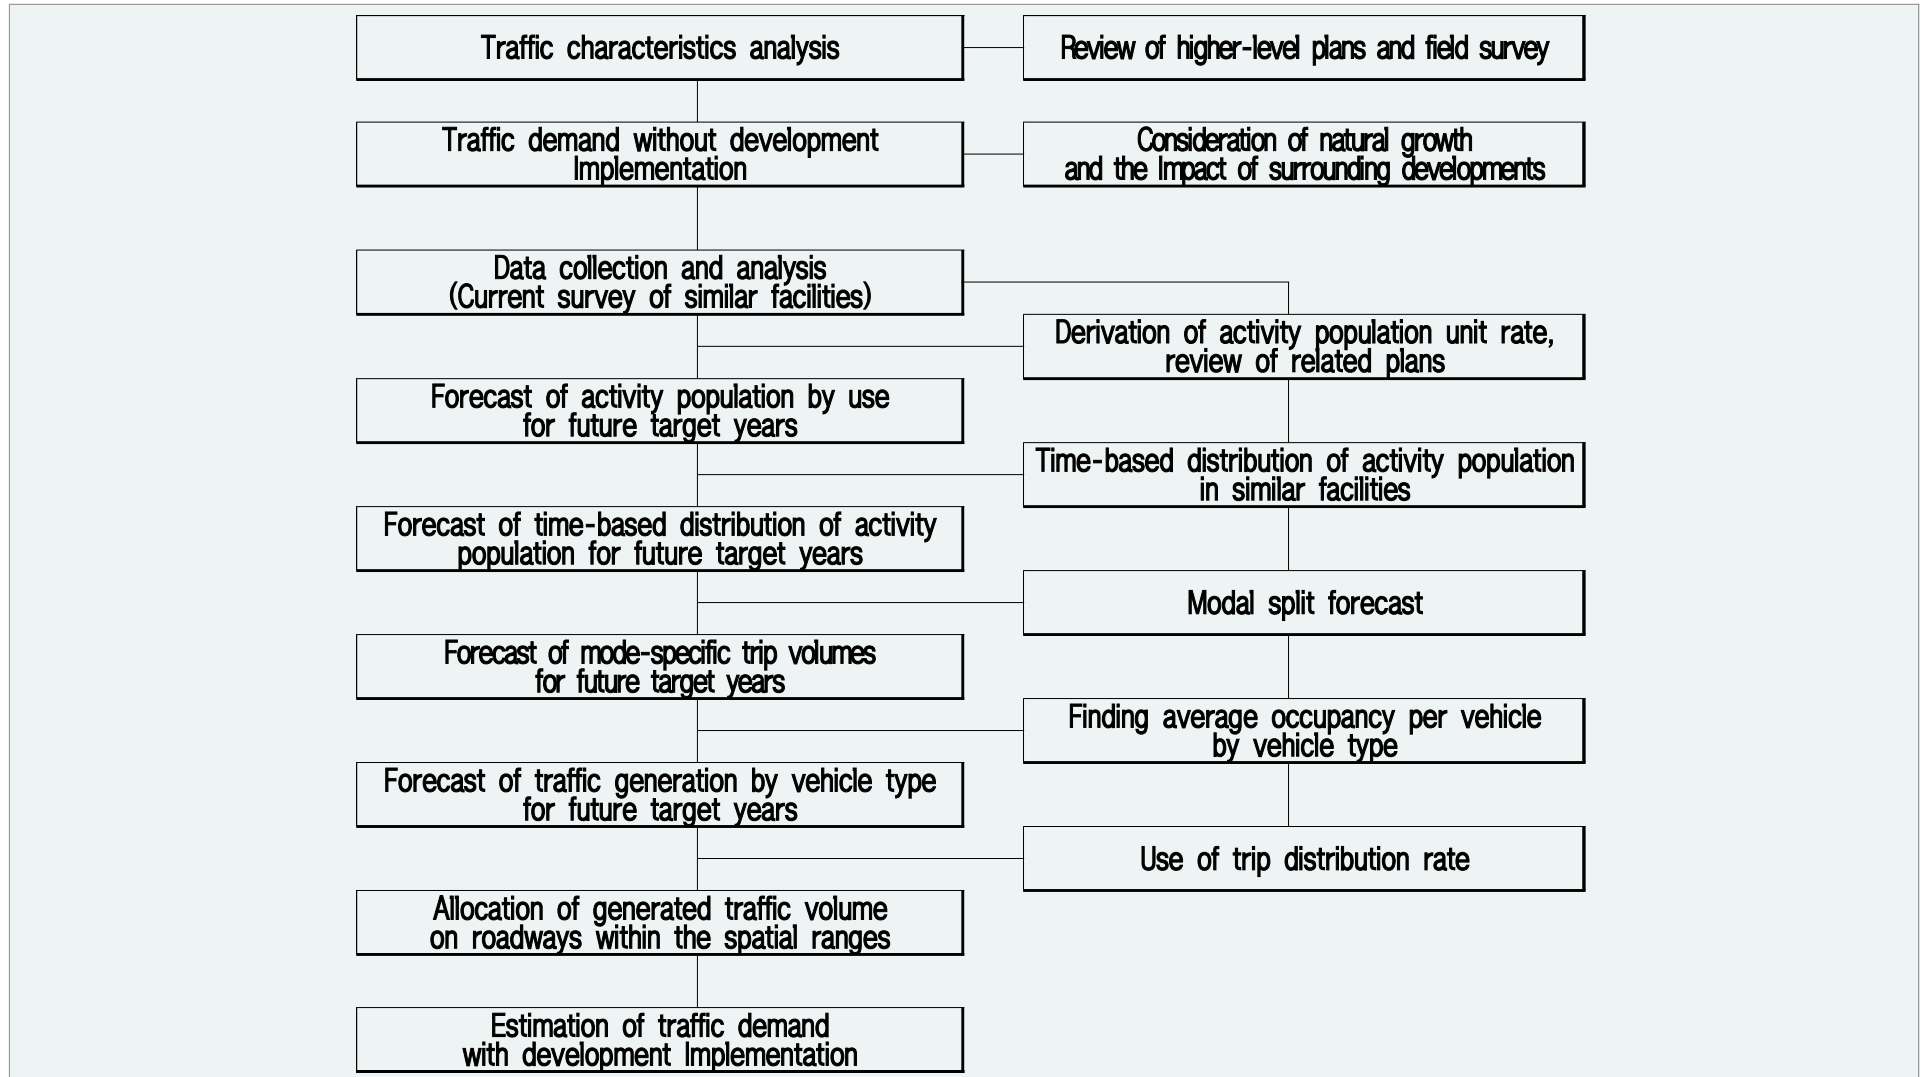 Traffic characteristics analysis
Review of higher-level plans and field survey
Traffic demand without development
Implementation
Consideration of natural growth
and the Impact of surrounding developments
Data collection and analysis
(Current survey of similar facilities)
Derivation of activity population unit rate,
review of related plans
Forecast of activity population by use
for future target years
Time-based distribution of activity population
in similar facilities
Forecast of time-based distribution of activity
population for future target years
Modal split forecast
Forecast of mode-specific trip volumes
for future target years
Finding average occupancy per vehicle
by vehicle type
Forecast of traffic generation by vehicle type
for future target years
Use of trip distribution rate
Allocation of generated traffic volume
on roadways within the spatial ranges
Estimation of traffic demand
with development Implementation